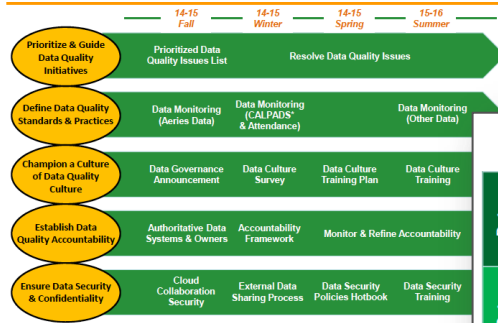 14-15 Fall
14-15 Winter
14-15 Spring
15-16 Summer
Prioritize & Guide
Data Quality
Initiatives
Prioritized Data
Quality Issues List
Resolve Data Quality Issues
Define Data Quality
Standards & Practices
Data Monitoring
(Aeries Data)
Data Monitoring
(CALPADS*
& Attendance)
Data Monitoring
(Other Data)
Champion a Culture
of Data Quality
Culture
Data Governance
Announcement
Data Culture
Survey
Data Culture
Training Plan
Data Culture
Training
Establish Data
Quality Accountability
Authoritative Data
Systems & Owners
Accountability
Framework
Monitor & Refine Accountability
Ensure Data Security
& Confidentiality
Cloud
Collaboration
Security
External Data
Sharing Process
Data Security
Policies Hotbook
Data Security
Training